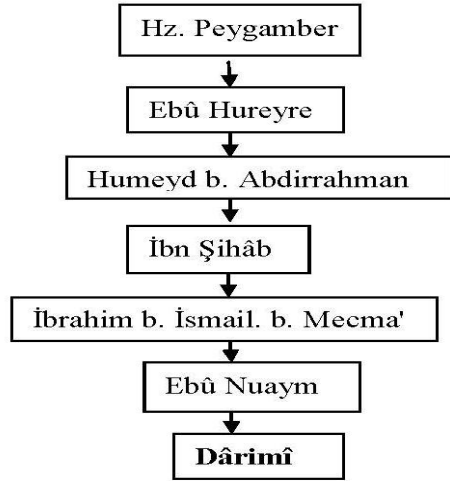 Hz. Peygamber
Ebû Hureyre
Humeyd b. Abdirrahman
İbn Şihâb
İbrahim b. İsmail. b. Mecma'
Ebû Nuaym
Dârimî